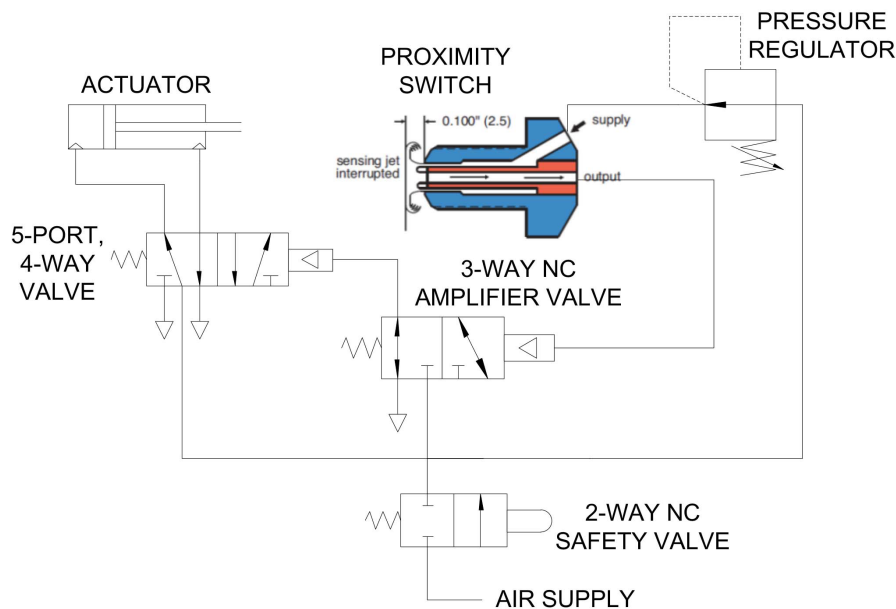 PRESSURE
REGULATOR
PROXIMITY
SWITCH
ACTUATOR
0.100" (2.5)
supply
sensing jet
interrupted
output
5-PORT,
4-WAY
VALVE
3-WAY NC
AMPLIFIER VALVE
2-WAY NC
SAFETY VALVE
AIR SUPPLY